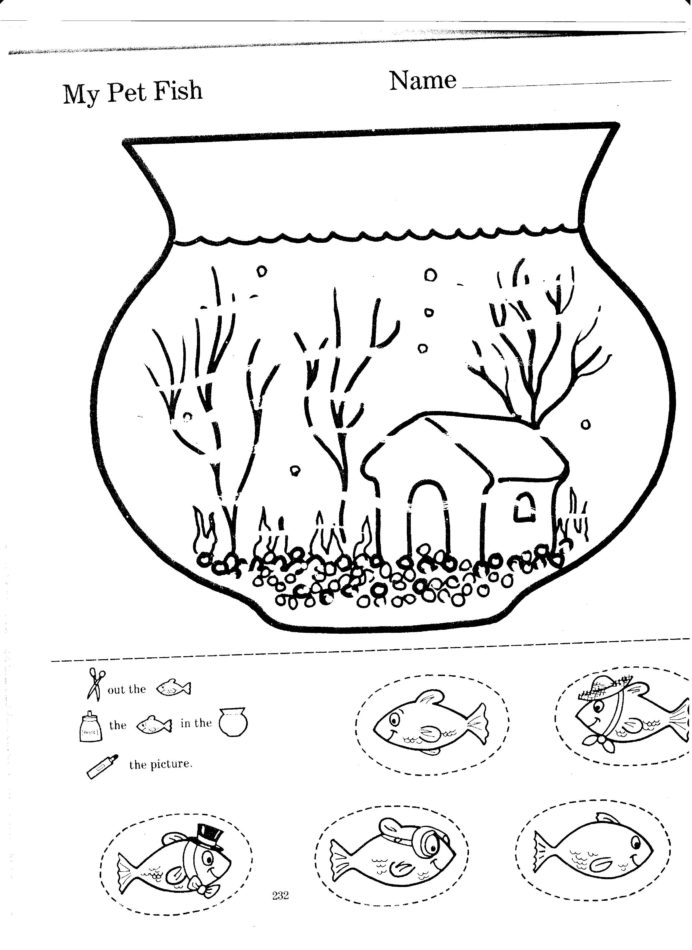 My Pet Fish
Name
out the
the in the
the picture.
232